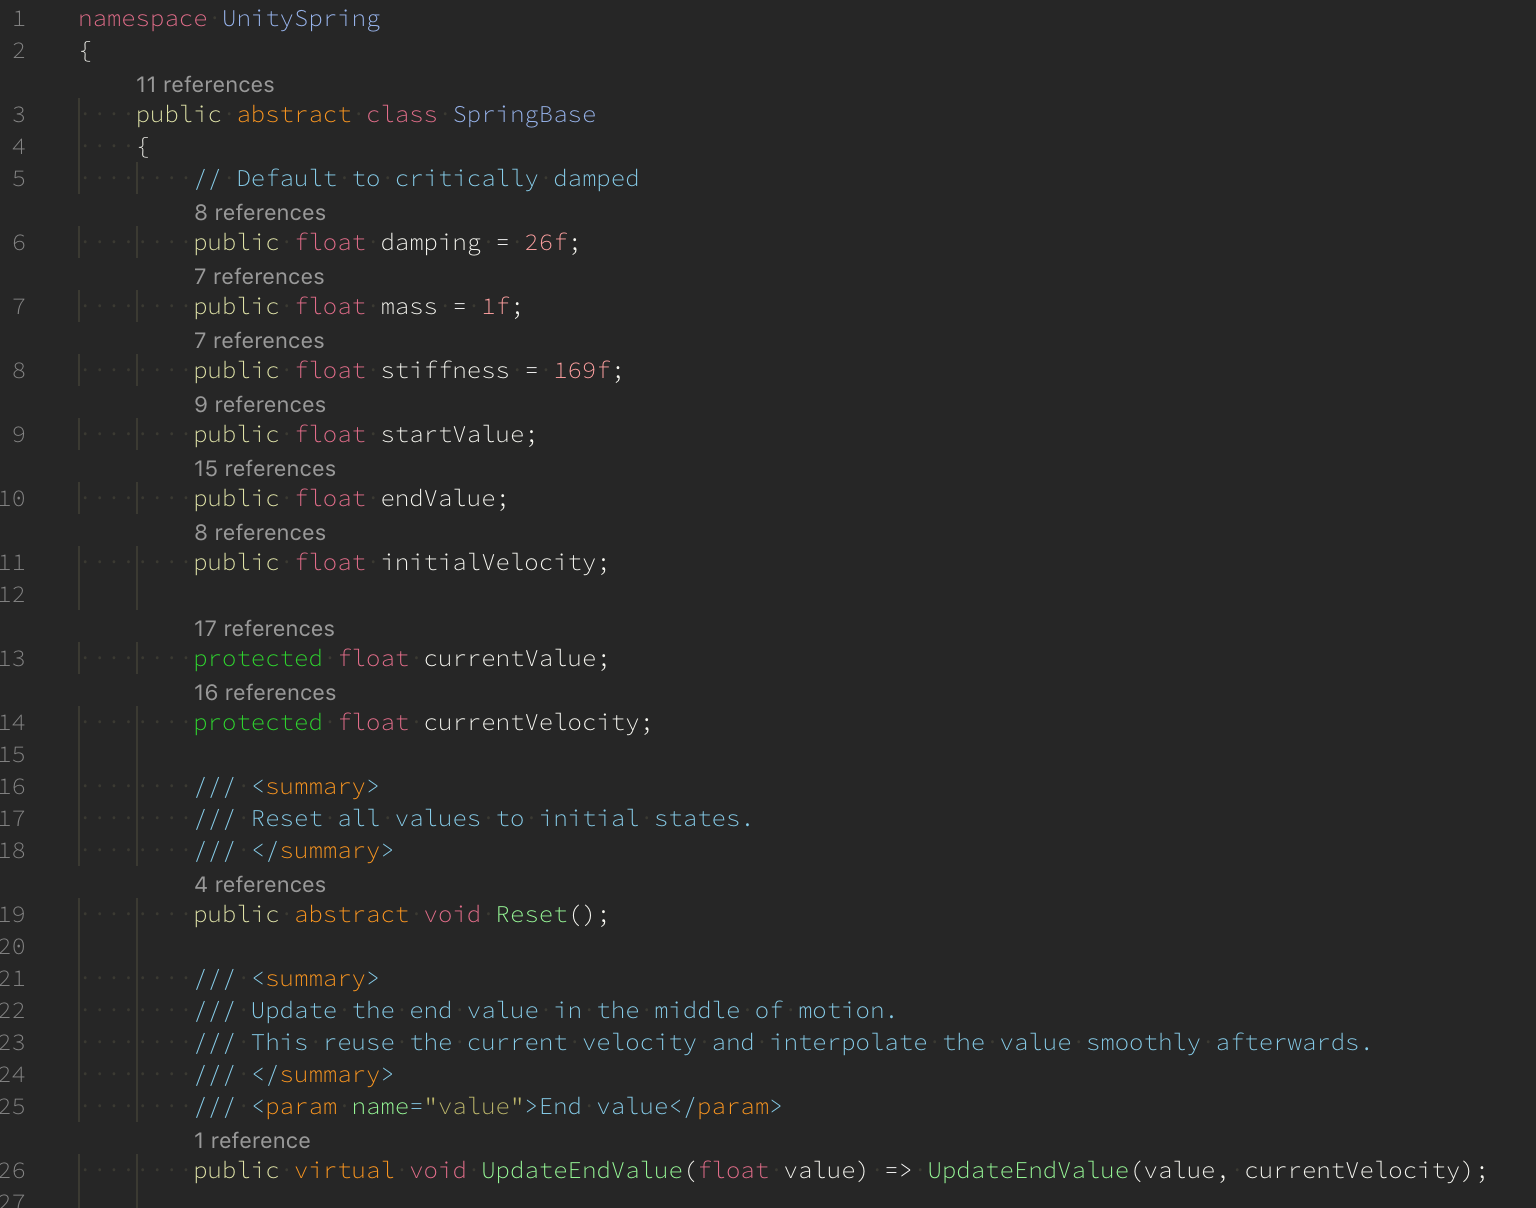 1 namespace UnitySpring
2 {
11 references
3 public abstract class SpringBase
4 {
5 // Default to critically damped
8 references
6 public float damping = 26f;
7 references
7 public float mass = 1f;
7 references
8 public float stiffness = 169f;
9 references
9 public float startValue;
15 references
10 public float endValue;
8 references
11 public float initialVelocity;
12
17 references
13 protected float currentValue;
16 references
14 protected float currentVelocity;
15
16 /// <summary>
17 /// Reset all values to initial states.
18 /// </summary>
4 references
19 public abstract void Reset();
20
21 /// <summary>
22 /// Update the end value in the middle of motion.
23 /// This reuse the current velocity and interpolate the value smoothly afterwards.
24 /// </summary>
25 /// <param name="value">End value</param>
1 reference
26 public virtual void UpdateEndValue(float value) => UpdateEndValue(value, currentVelocity);
27